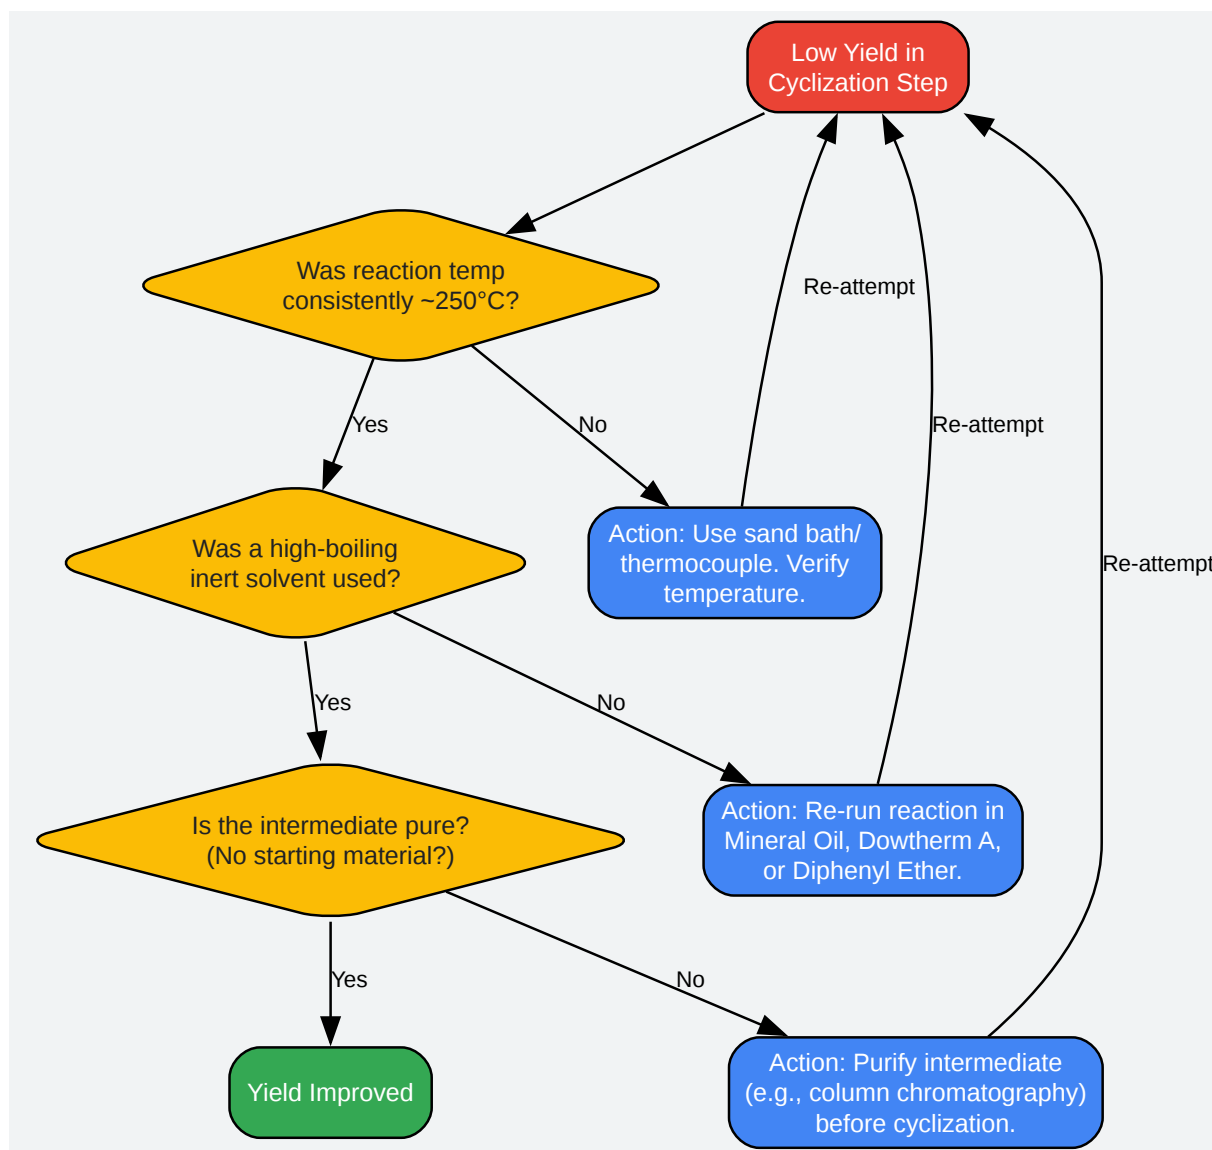 Low Yield in
Cyclization Step
Was reaction temp
consistently ~250°C?
Re-attempt
Yes
No
Re-attempt
Was a high-boiling
inert solvent used?
Action: Use sand bath/
thermocouple. Verify
temperature.
Re-attempt
Yes
No
Is the intermediate pure?
(No starting material?)
Action: Re-run reaction in
Mineral Oil, Dowtherm A,
or Diphenyl Ether.
Yes
No
Yield Improved
Action: Purify intermediate
(e.g., column chromatography)
before cyclization.